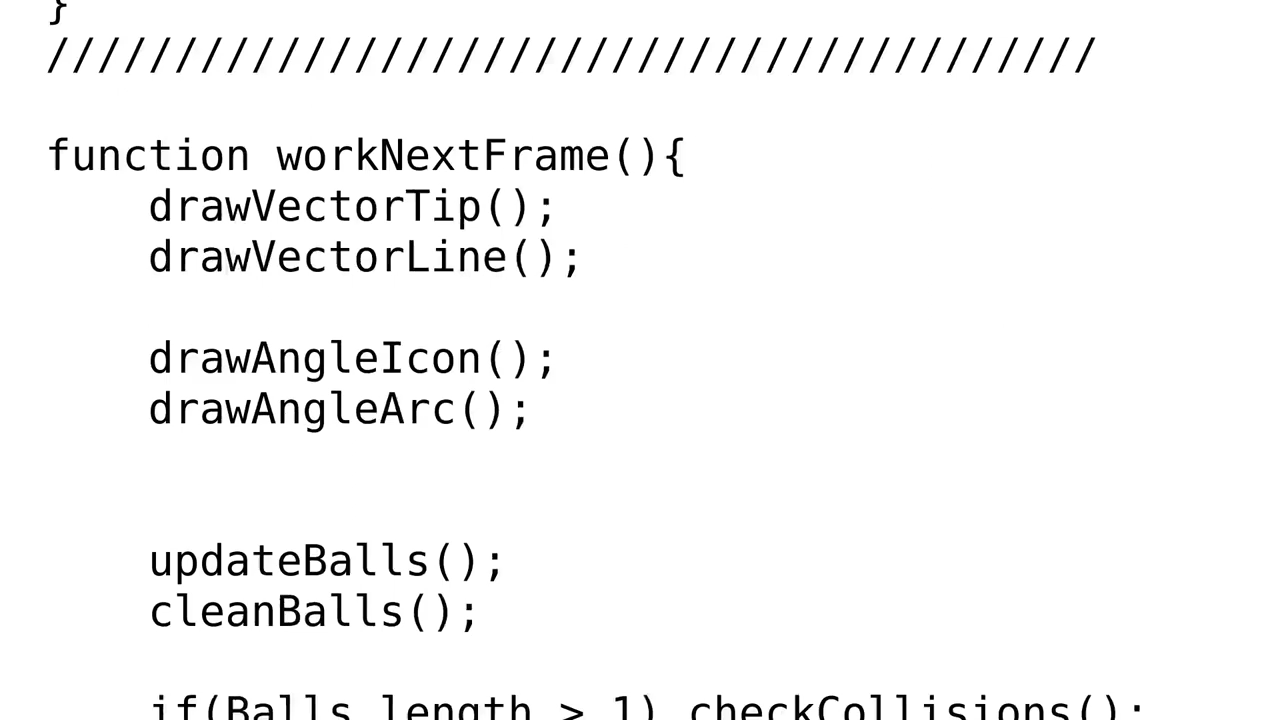 }
/////////////////////////////////////////
function workNextFrame(){
drawVectorTip();
drawVectorLine();
drawAngleIcon();
drawAngleArc();
updateBalls();
cleanBalls();
if(Balls.length > 1) checkCollisions();